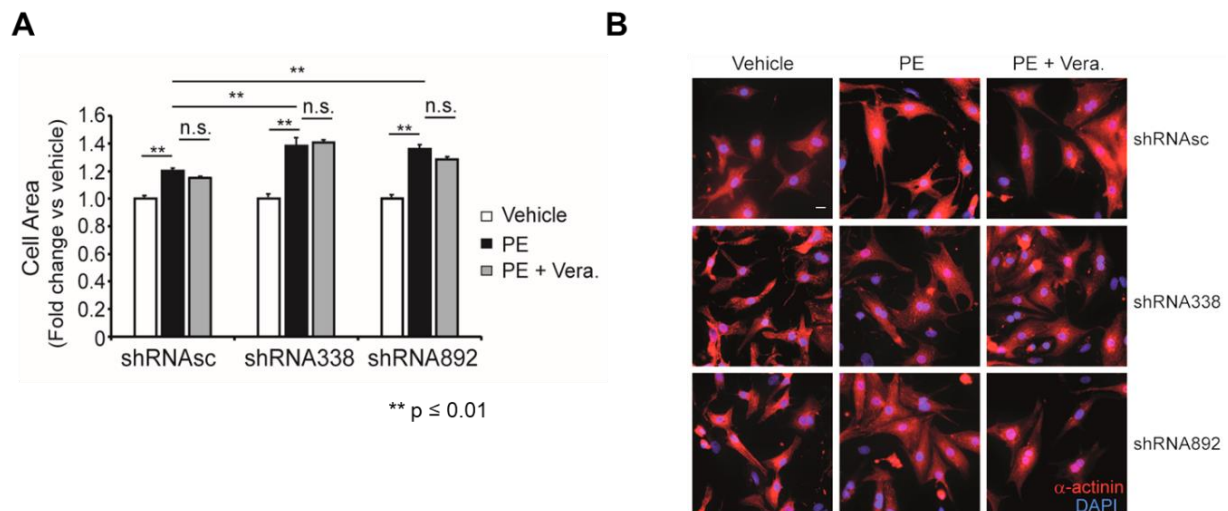 A
**
**
n.s.
n.s.
n.s.
**
**
**
Cell Area
(Fold change vs vehicle)
1.6
1.4
1.2
1.0
0.8
0.6
0.4
0.2
0
Vehicle
PE
PE + Vera.
shRNAsc shRNA338 shRNA892
** p ≤ 0.01
B
Vehicle PE PE + Vera.
shRNAsc
shRNA338
shRNA892
α-actinin
DAPI